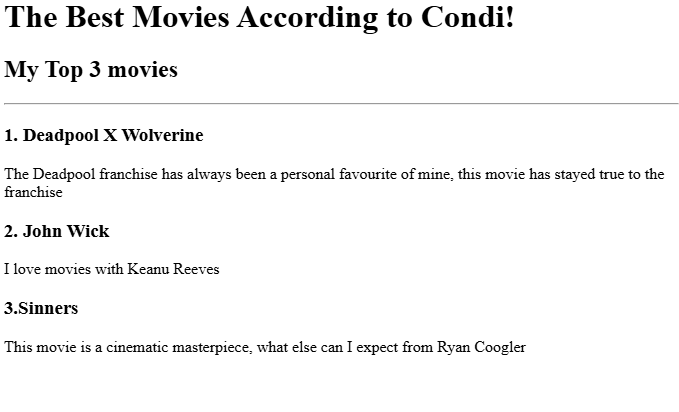 The Best Movies According to Condi!
My Top 3 movies
1. Deadpool X Wolverine
The Deadpool franchise has always been a personal favourite of mine, this movie has stayed true to the
franchise
2. John Wick
I love movies with Keanu Reeves
3.Sinners
This movie is a cinematic masterpiece, what else can I expect from Ryan Coogler